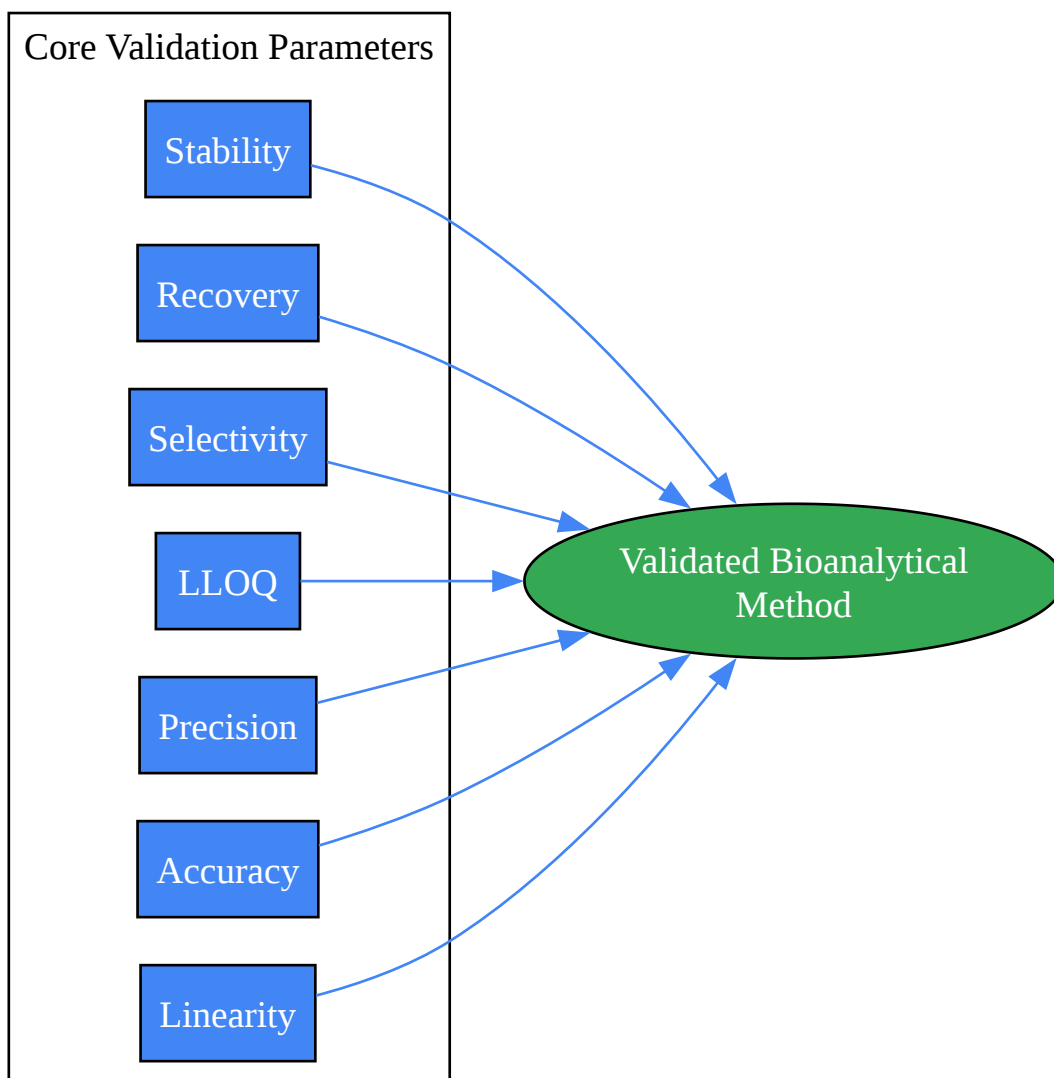 Core Validation Parameters
Stability
Recovery
Selectivity
LLOQ
Precision
Accuracy
Linearity
Validated Bioanalytical
Method